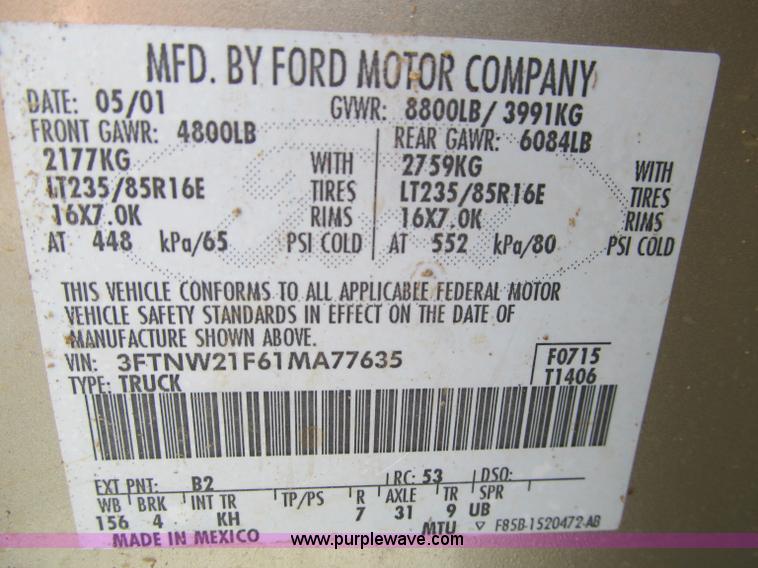 MFD. BY FORD MOTOR COMPANY
DATE: 05/01 GVWR: 8800LB/ 3991KG
FRONT GAWR: 4800LB REAR GAWR: 6084LB
2177KG WITH 2759KG WITH
LT235/85R16E TIRES LT235/85R16E TIRES
16X7.0K RIMS 16X7.0K RIMS
AT 448 kPa/65 PSI COLD AT 552 kPa/80 PSI COLD
THIS VEHICLE CONFORMS TO ALL APPLICABLE FEDERAL MOTOR
VEHICLE SAFETY STANDARDS IN EFFECT ON THE DATE OF
MANUFACTURE SHOWN ABOVE.
VIN: 3FTNW21F61MA77635 F0715
TYPE: TRUCK T1406
EXT PNT: B2 RC: 53 DSO:
WB BRK INT TR TP/PS R AXLE TR SPR
156 4 KH 7 31 9 UB
MTU ▽ F85B-1520472-AB
MADE IN MEXICO
www.purplewave.com